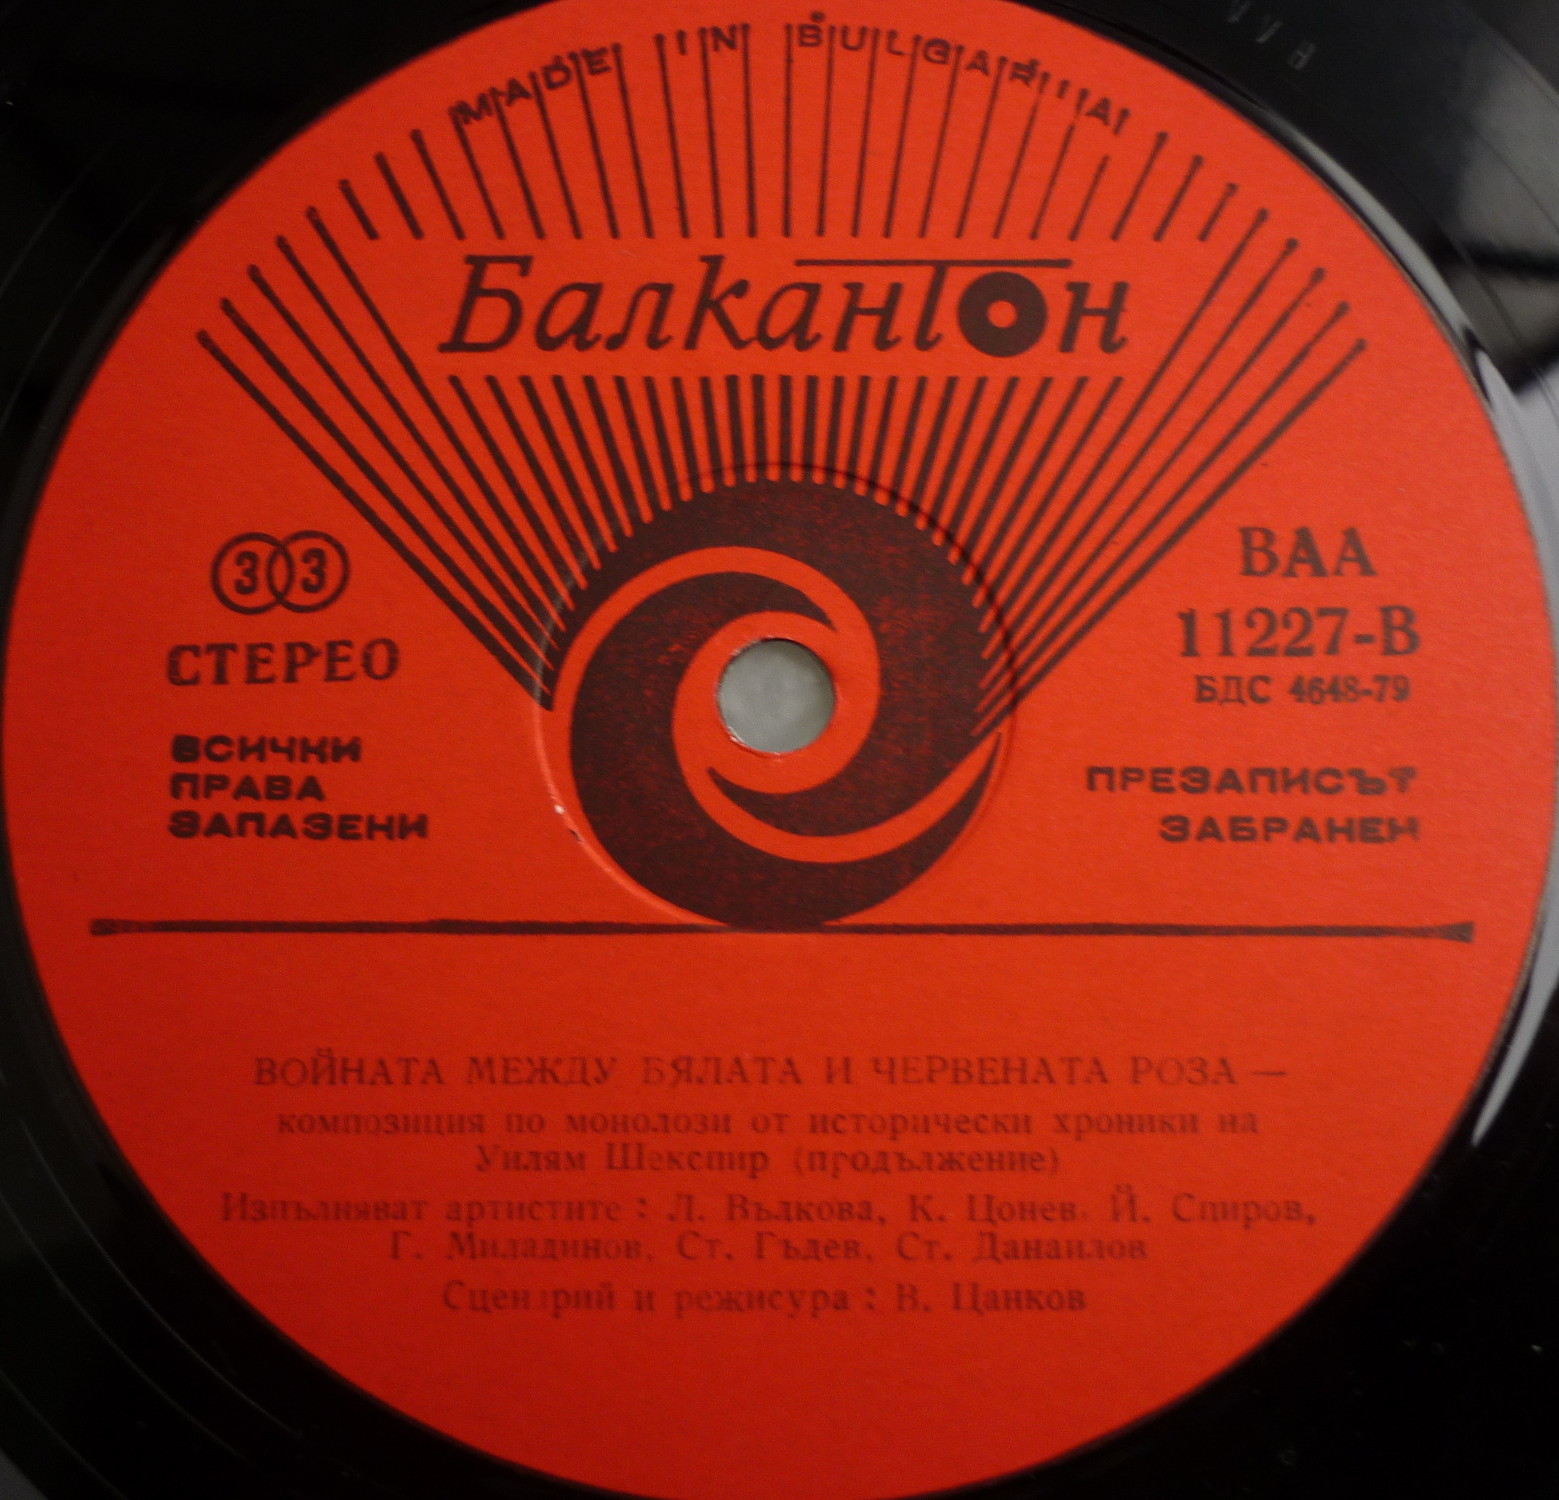 MADE IN BULGARIA
Балкантон
33
СТЕРЕО
ВСИЧКИ
ПРАВА
ЗАПАЗЕНИ
ВАА
11227-В
БДС 4648-79
ПРЕЗАПИСЪТ
ЗАБРАНЕН
ВОЙНАТА МЕЖДУ БЯЛАТА И ЧЕРВЕНАТА РОЗА —
композиция по монолози от исторически хроники на
Уилям Шекспир (продължение)
Изпълняват артистите : Л. Вълкова, К. Цонев, Й. Спиров,
Г. Миладинов, Ст. Гъдев, Ст. Данаилов
Сценарий и режисура : В. Цанков